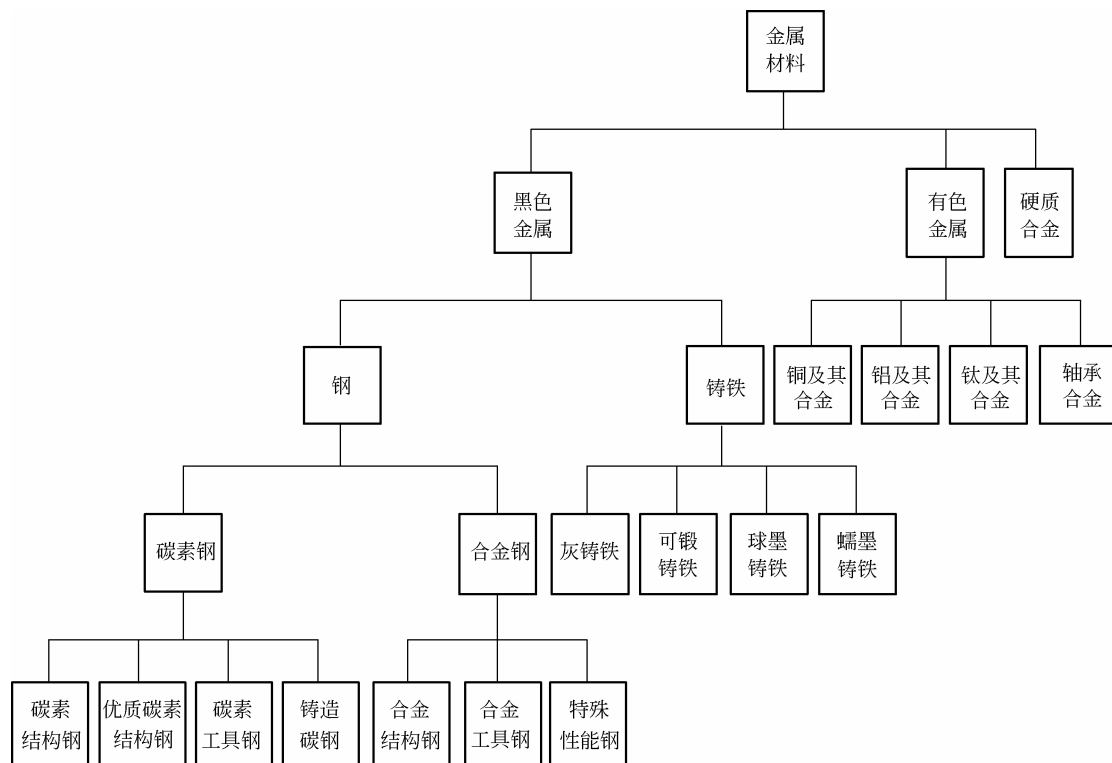 金属
材料
黑色
金属
有色
金属
硬质
合金
钢
铸铁
铜及其
合金
铝及其
合金
钛及其
合金
轴承
合金
碳素钢
合金钢
灰铸铁
可锻
铸铁
球墨
铸铁
蠕墨
铸铁
碳素
结构钢
优质碳素
结构钢
碳素
工具钢
铸造
碳钢
合金
结构钢
合金
工具钢
特殊
性能钢